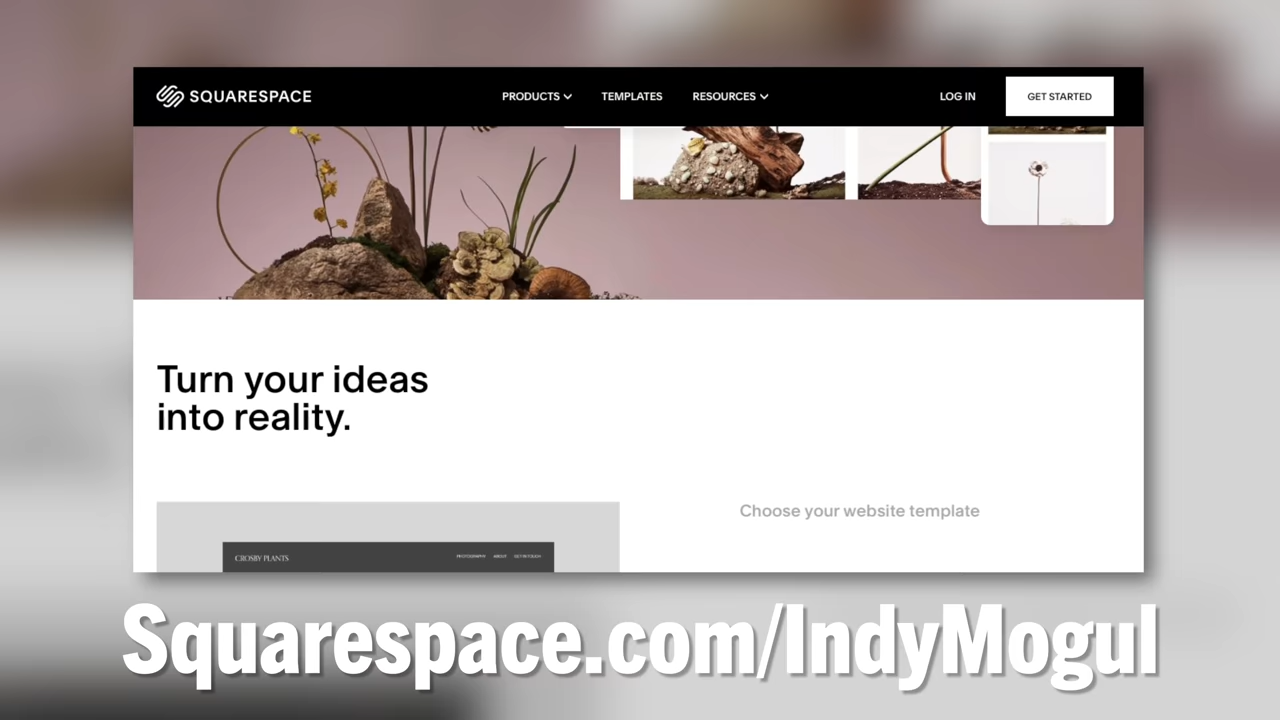 SQUARESPACE
PRODUCTS
TEMPLATES
RESOURCES
LOG IN
GET STARTED
Turn your ideas
into reality.
Choose your website template
CROSBY PLANTS
PHOTOGRAPHY
ABOUT
GET IN TOUCH
Squarespace.com/IndyMogul